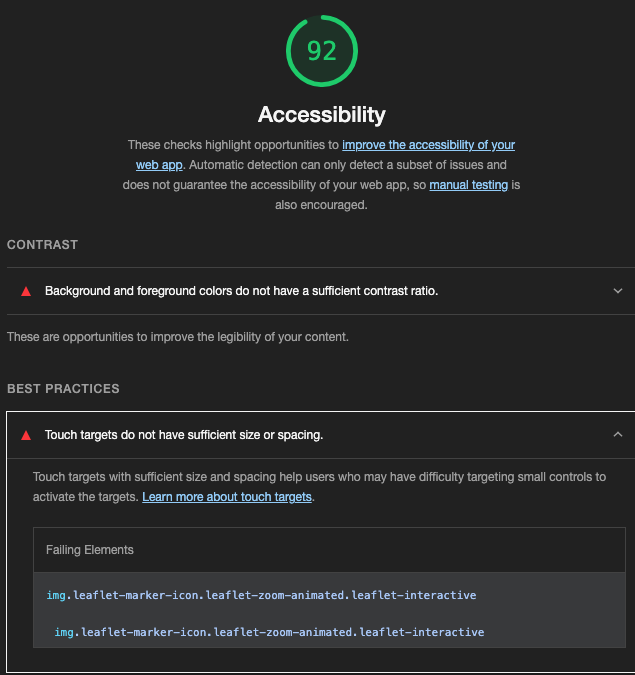 92
Accessibility
These checks highlight opportunities to improve the accessibility of your
web app. Automatic detection can only detect a subset of issues and
does not guarantee the accessibility of your web app, so manual testing is
also encouraged.
CONTRAST
Background and foreground colors do not have a sufficient contrast ratio.
These are opportunities to improve the legibility of your content.
BEST PRACTICES
Touch targets do not have sufficient size or spacing.
Touch targets with sufficient size and spacing help users who may have difficulty targeting small controls to
activate the targets. Learn more about touch targets.
Failing Elements
img.leaflet-marker-icon.leaflet-zoom-animated.leaflet-interactive
img.leaflet-marker-icon.leaflet-zoom-animated.leaflet-interactive